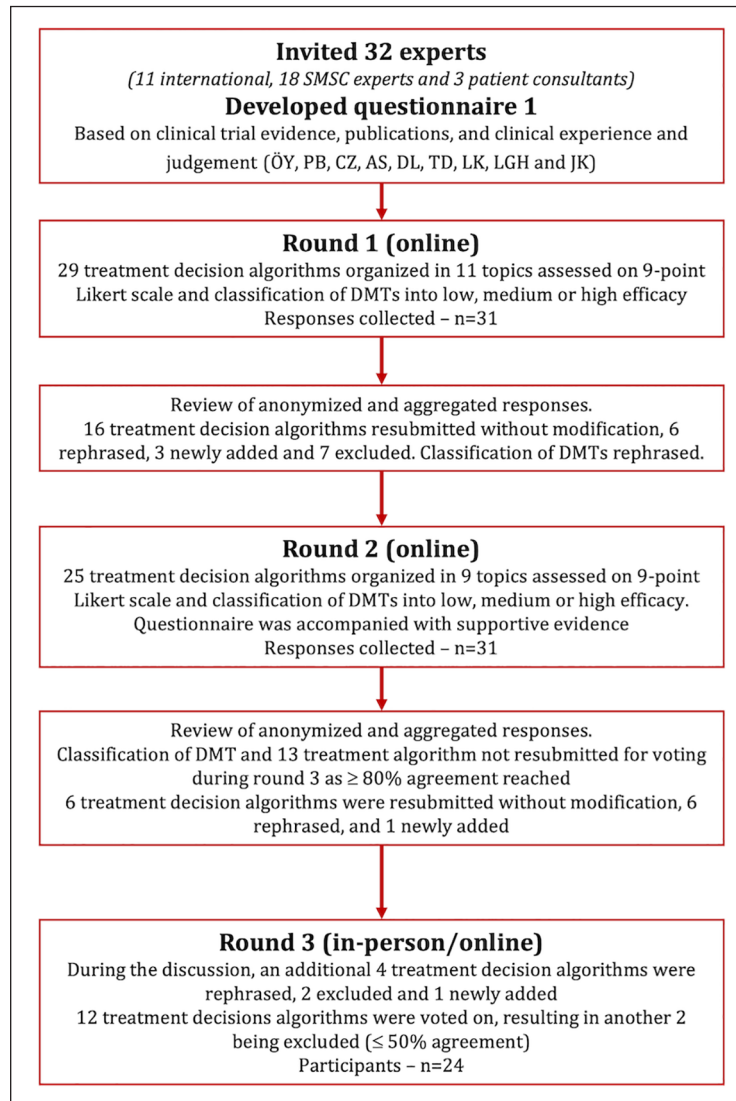 Invited 32 experts
(11 international, 18 SMSC experts and 3 patient consultants)
Developed questionnaire 1
Based on clinical trial evidence, publications, and clinical experience and
judgement (ÖY, PB, CZ, AS, DL, TD, LK, LGH and JK)
Round 1 (online)
29 treatment decision algorithms organized in 11 topics assessed on 9-point
Likert scale and classification of DMTs into low, medium or high efficacy
Responses collected – n=31
Review of anonymized and aggregated responses.
16 treatment decision algorithms resubmitted without modification, 6
rephrased, 3 newly added and 7 excluded. Classification of DMTs rephrased.
Round 2 (online)
25 treatment decision algorithms organized in 9 topics assessed on 9-point
Likert scale and classification of DMTs into low, medium or high efficacy.
Questionnaire was accompanied with supportive evidence
Responses collected – n=31
Review of anonymized and aggregated responses.
Classification of DMT and 13 treatment algorithm not resubmitted for voting
during round 3 as ≥ 80% agreement reached
6 treatment decision algorithms were resubmitted without modification, 6
rephrased, and 1 newly added
Round 3 (in-person/online)
During the discussion, an additional 4 treatment decision algorithms were
rephrased, 2 excluded and 1 newly added
12 treatment decisions algorithms were voted on, resulting in another 2
being excluded (≤ 50% agreement)
Participants – n=24